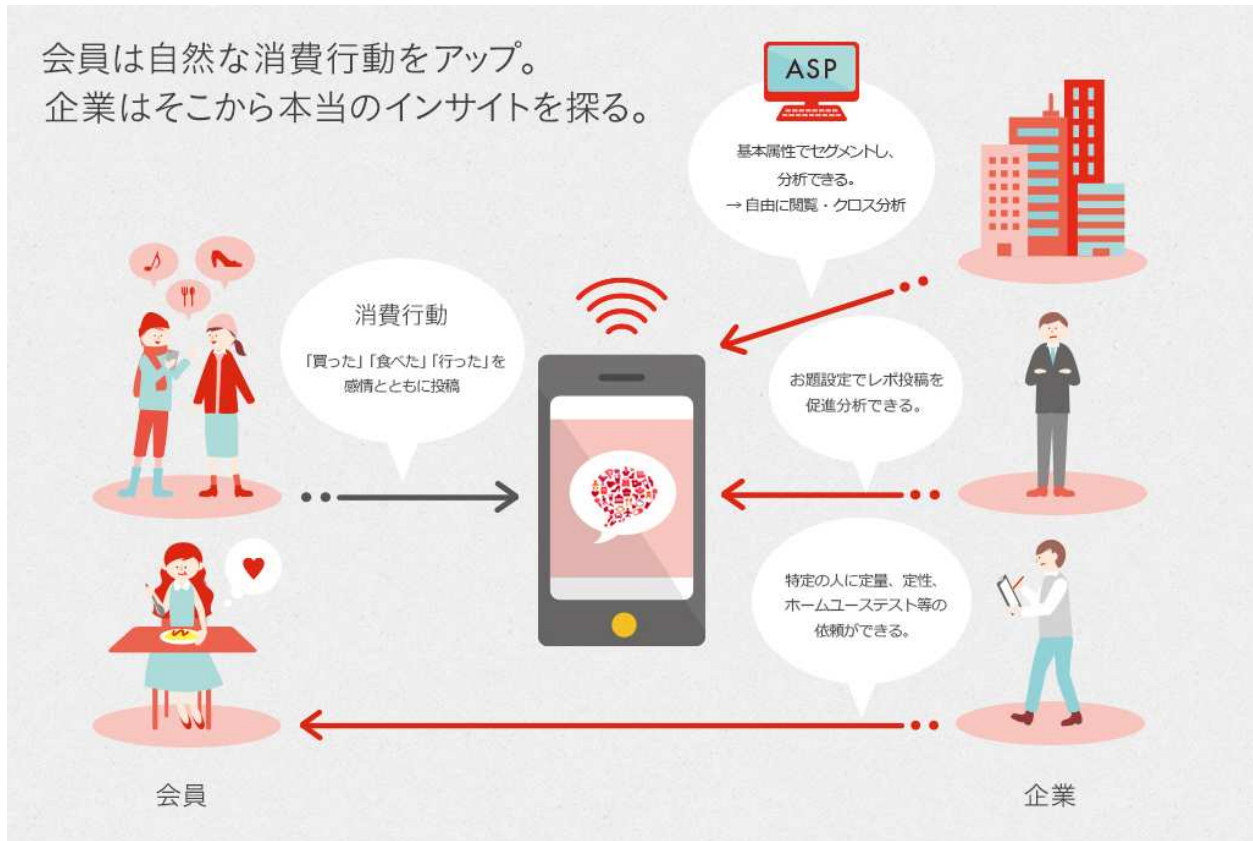 会員は自然な消費行動をアップ。
企業はそこから本当のインサイトを探る。
ASP
基本属性でセグメントし、
分析できる。
→自由に閲覧・クロス分析
消費行動
「買った」「食べた」「行った」を
感情とともに投稿
お題設定でレポ投稿を
促進分析できる。
特定の人に定量、定性、
ホームユーステスト等の
依頼ができる。
会員
企業